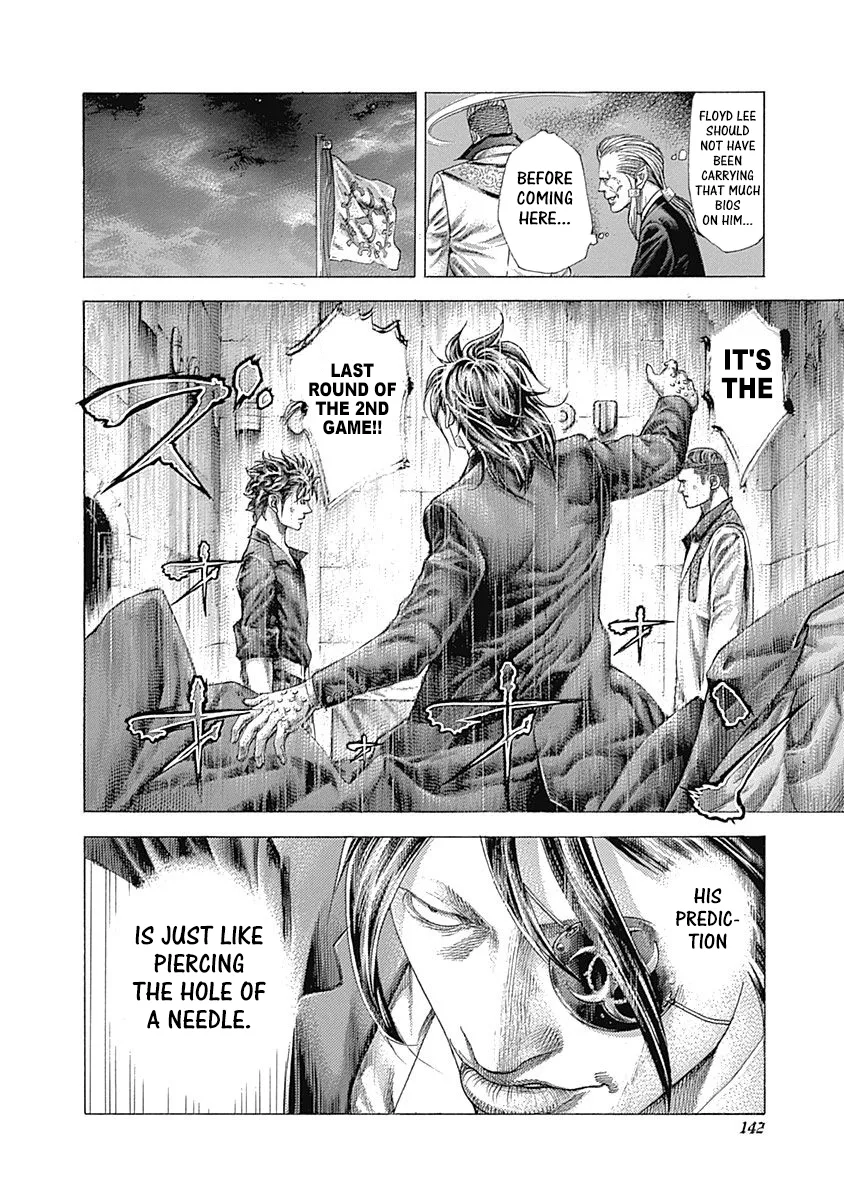 FLOYD LEE
SHOULD
NOT HAVE
BEEN
CARRYING
THAT MUCH
BIOS
ON HIM...
BEFORE
COMING
HERE...
IT'S
THE
LAST
ROUND OF
THE 2ND
GAME!!
HIS
PREDIC-
TION
IS JUST LIKE
PIERCING
THE HOLE OF
A NEEDLE.
142